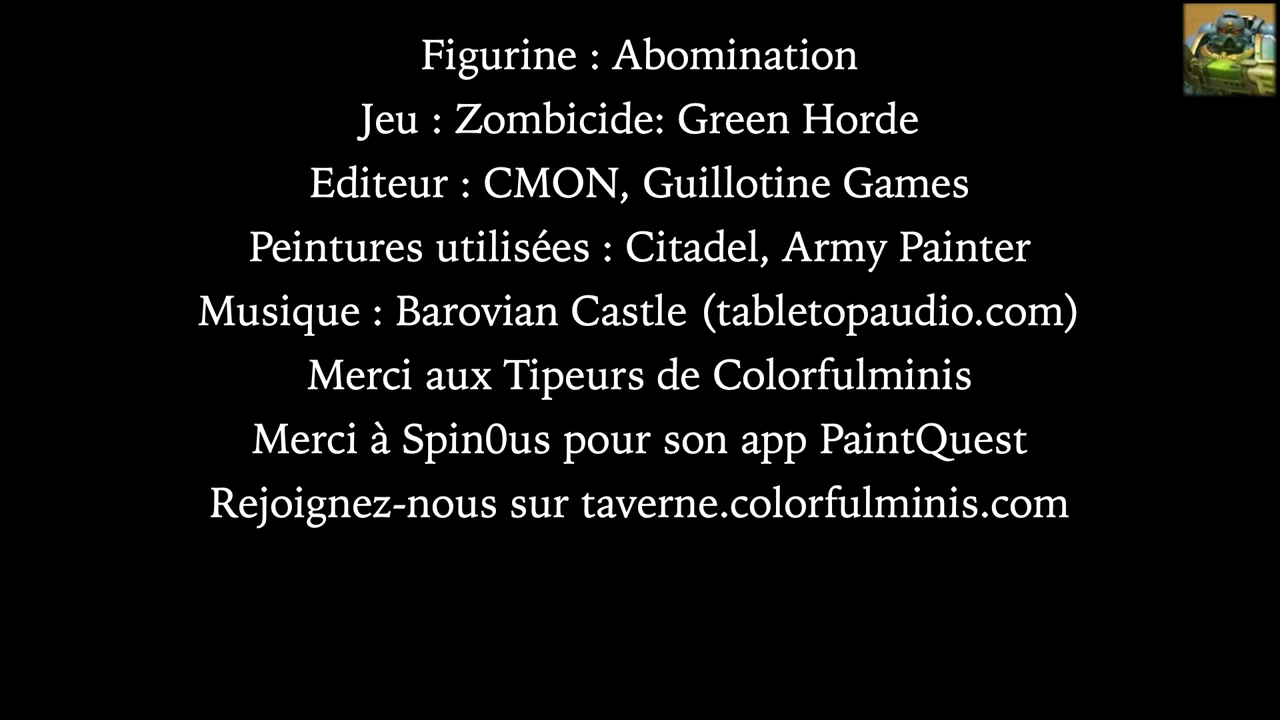 Figurine : Abomination
Jeu : Zombicide: Green Horde
Editeur : CMON, Guillotine Games
Peintures utilisées : Citadel, Army Painter
Musique : Barovian Castle (tabletopaudio.com)
Merci aux Tipeurs de Colorfulminis
Merci à Spin0us pour son app PaintQuest
Rejoignez-nous sur taverne.colorfulminis.com